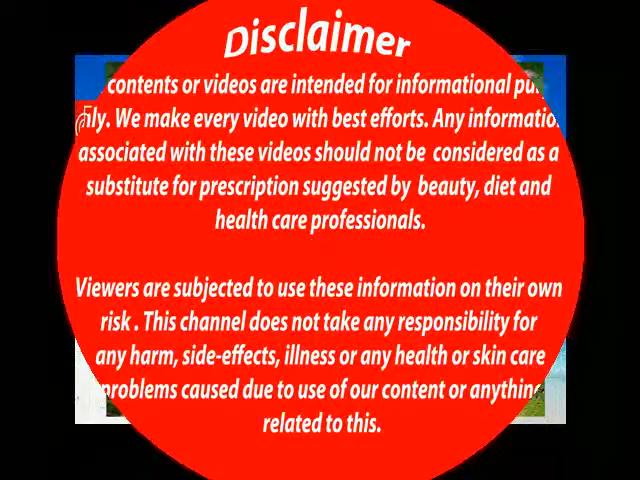 Disclaimer
contents or videos are intended for informational
We make every video with best efforts. Any
associated with these videos should not be considered as a
substitute for prescription suggested by beauty, diet and
health care professionals.
Viewers are subjected to use these information on their own
risk . This channel does not take any responsibility for
any harm, side-effects, illness or any health or skin care
problems caused due to use of our content or anything
related to this.